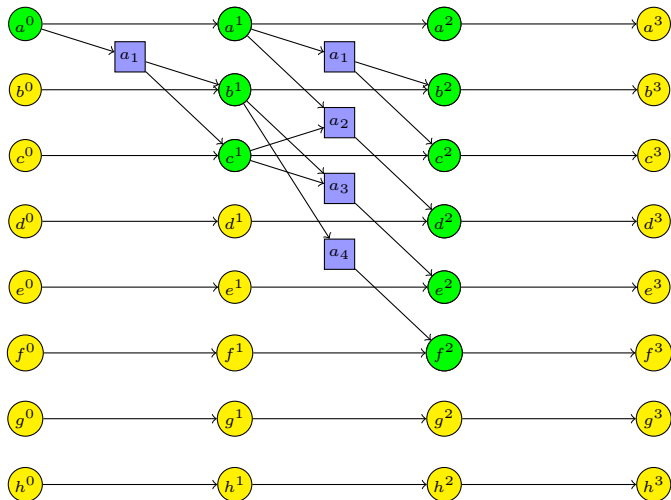 a⁰ a¹ a² a³
a₁ a₁
b⁰ b¹ b² b³
a₂
c⁰ c¹ c² c³
a₃
d⁰ d¹ d² d³
a₄
e⁰ e¹ e² e³
f⁰ f¹ f² f³
g⁰ g¹ g² g³
h⁰ h¹ h² h³